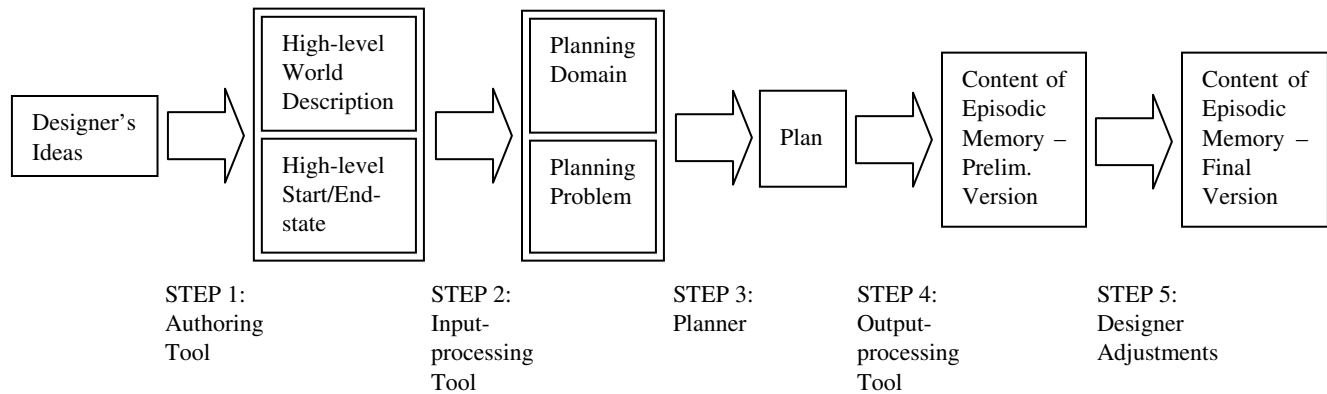 Designer's
Ideas
High-level
World
Description
High-level
Start/End-
state
Planning
Domain
Planning
Problem
Plan
Content of
Episodic
Memory –
Prelim.
Version
Content of
Episodic
Memory –
Final
Version
STEP 1:
Authoring
Tool
STEP 2:
Input-
processing
Tool
STEP 3:
Planner
STEP 4:
Output-
processing
Tool
STEP 5:
Designer
Adjustments